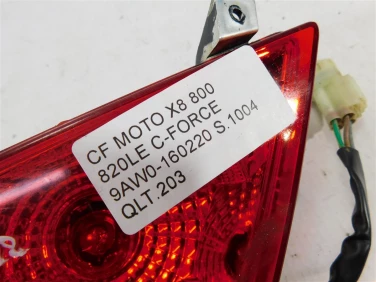 CF MOTO X8 800
820LE C-FORCE
9AW0-160220 S.1004
QLT.203